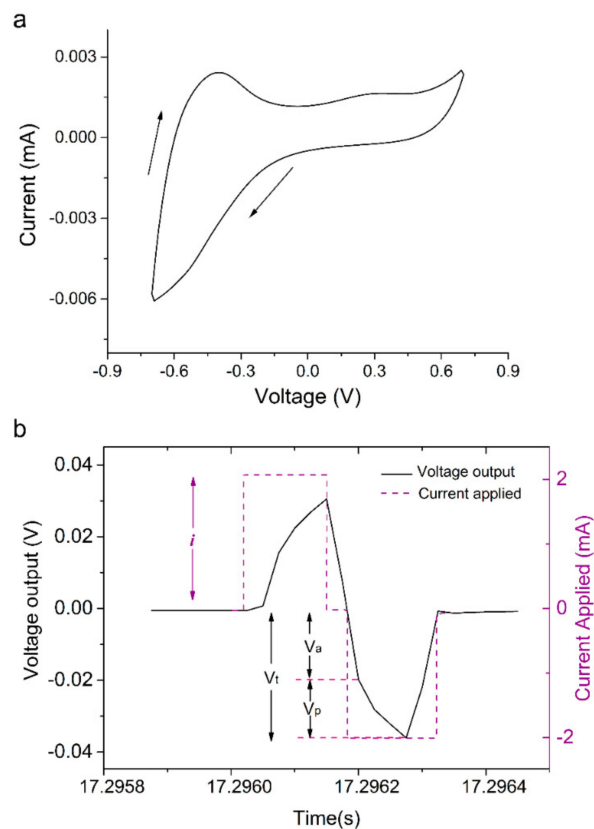 a
0.003
0.000
-0.003
-0.006
Current (mA)
-0.9
-0.6
-0.3
0.0
0.3
0.6
0.9
Voltage (V)
b
0.04
0.02
0.00
-0.02
-0.04
Voltage output (V)
Voltage output
Current applied
i
Va
Vt
Vp
2
0
-2
Current Applied (mA)
17.2958
17.2960
17.2962
17.2964
Time(s)